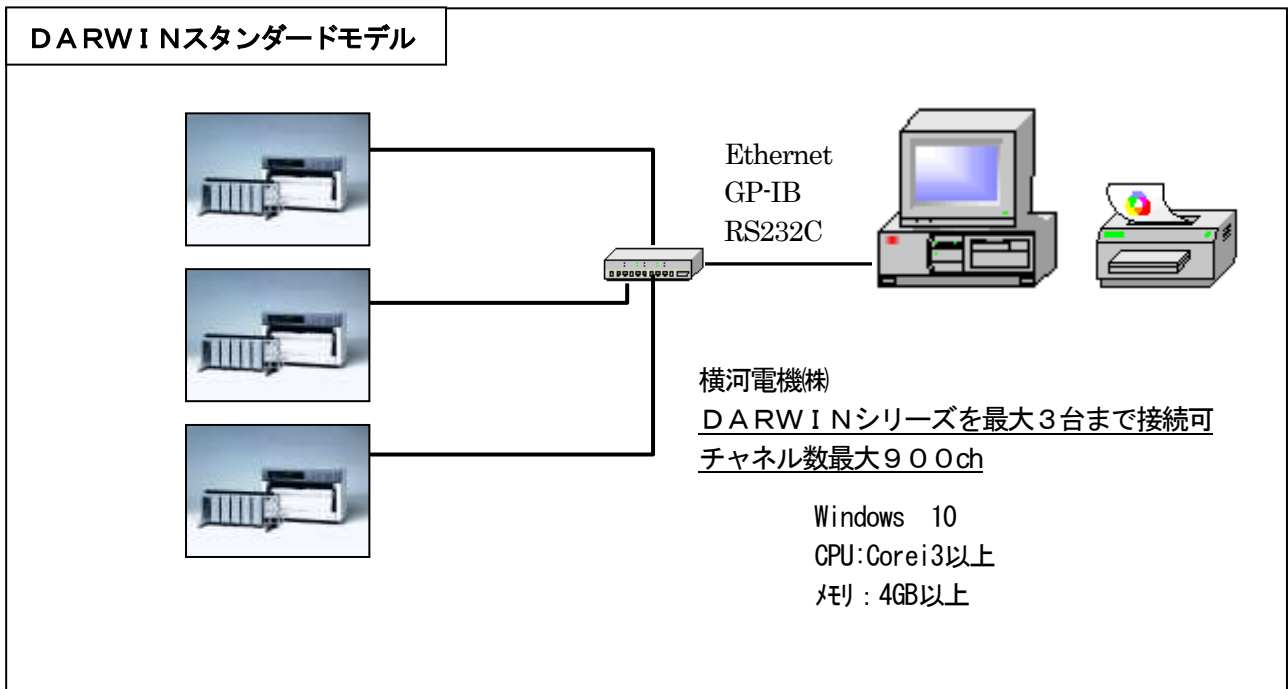 ＤＡＲＷＩＮスタンダードモデル
Ethernet
GP-IB
RS232C
横河電機㈱
ＤＡＲＷＩＮシリーズを最大３台まで接続可
チャネル数最大９００ch
Windows　10
CPU:Corei3以上
ﾒﾓﾘ：4GB以上